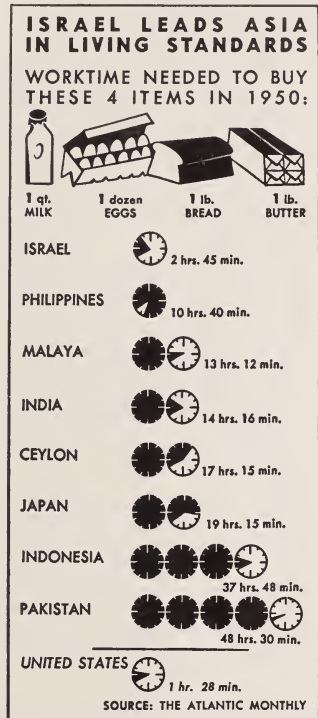 ISRAEL LEADS ASIA
IN LIVING STANDARDS
WORKTIME NEEDED TO BUY
THESE 4 ITEMS IN 1950:
1 qt. MILK
1 dozen EGGS
1 lb. BREAD
1 lb. BUTTER
ISRAEL 2 hrs. 45 min.
PHILIPPINES 10 hrs. 40 min.
MALAYA 13 hrs. 12 min.
INDIA 14 hrs. 16 min.
CEYLON 17 hrs. 15 min.
JAPAN 19 hrs. 15 min.
INDONESIA 37 hrs. 48 min.
PAKISTAN 48 hrs. 30 min.
UNITED STATES 1 hr. 28 min.
SOURCE: THE ATLANTIC MONTHLY